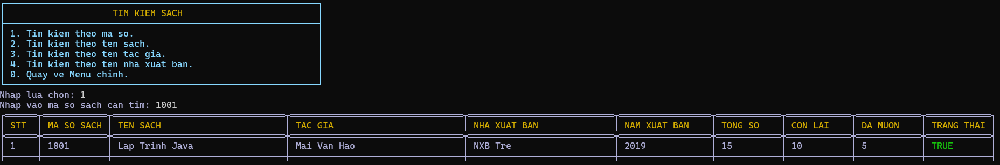 TIM KIEM SACH
1. Tim kiem theo ma so.
2. Tim kiem theo ten sach.
3. Tim kiem theo ten tac gia.
4. Tim kiem theo ten nha xuat ban.
0. Quay ve Menu chinh.
Nhap lua chon: 1
Nhap vao ma so sach can tim: 1001
STT MA SO SACH TEN SACH TAC GIA NHA XUAT BAN NAM XUAT BAN TONG SO CON LAI DA MUON TRANG THAI
1 1001 Lap Trinh Java Mai Van Hao NXB Tre 2019 15 10 5 TRUE